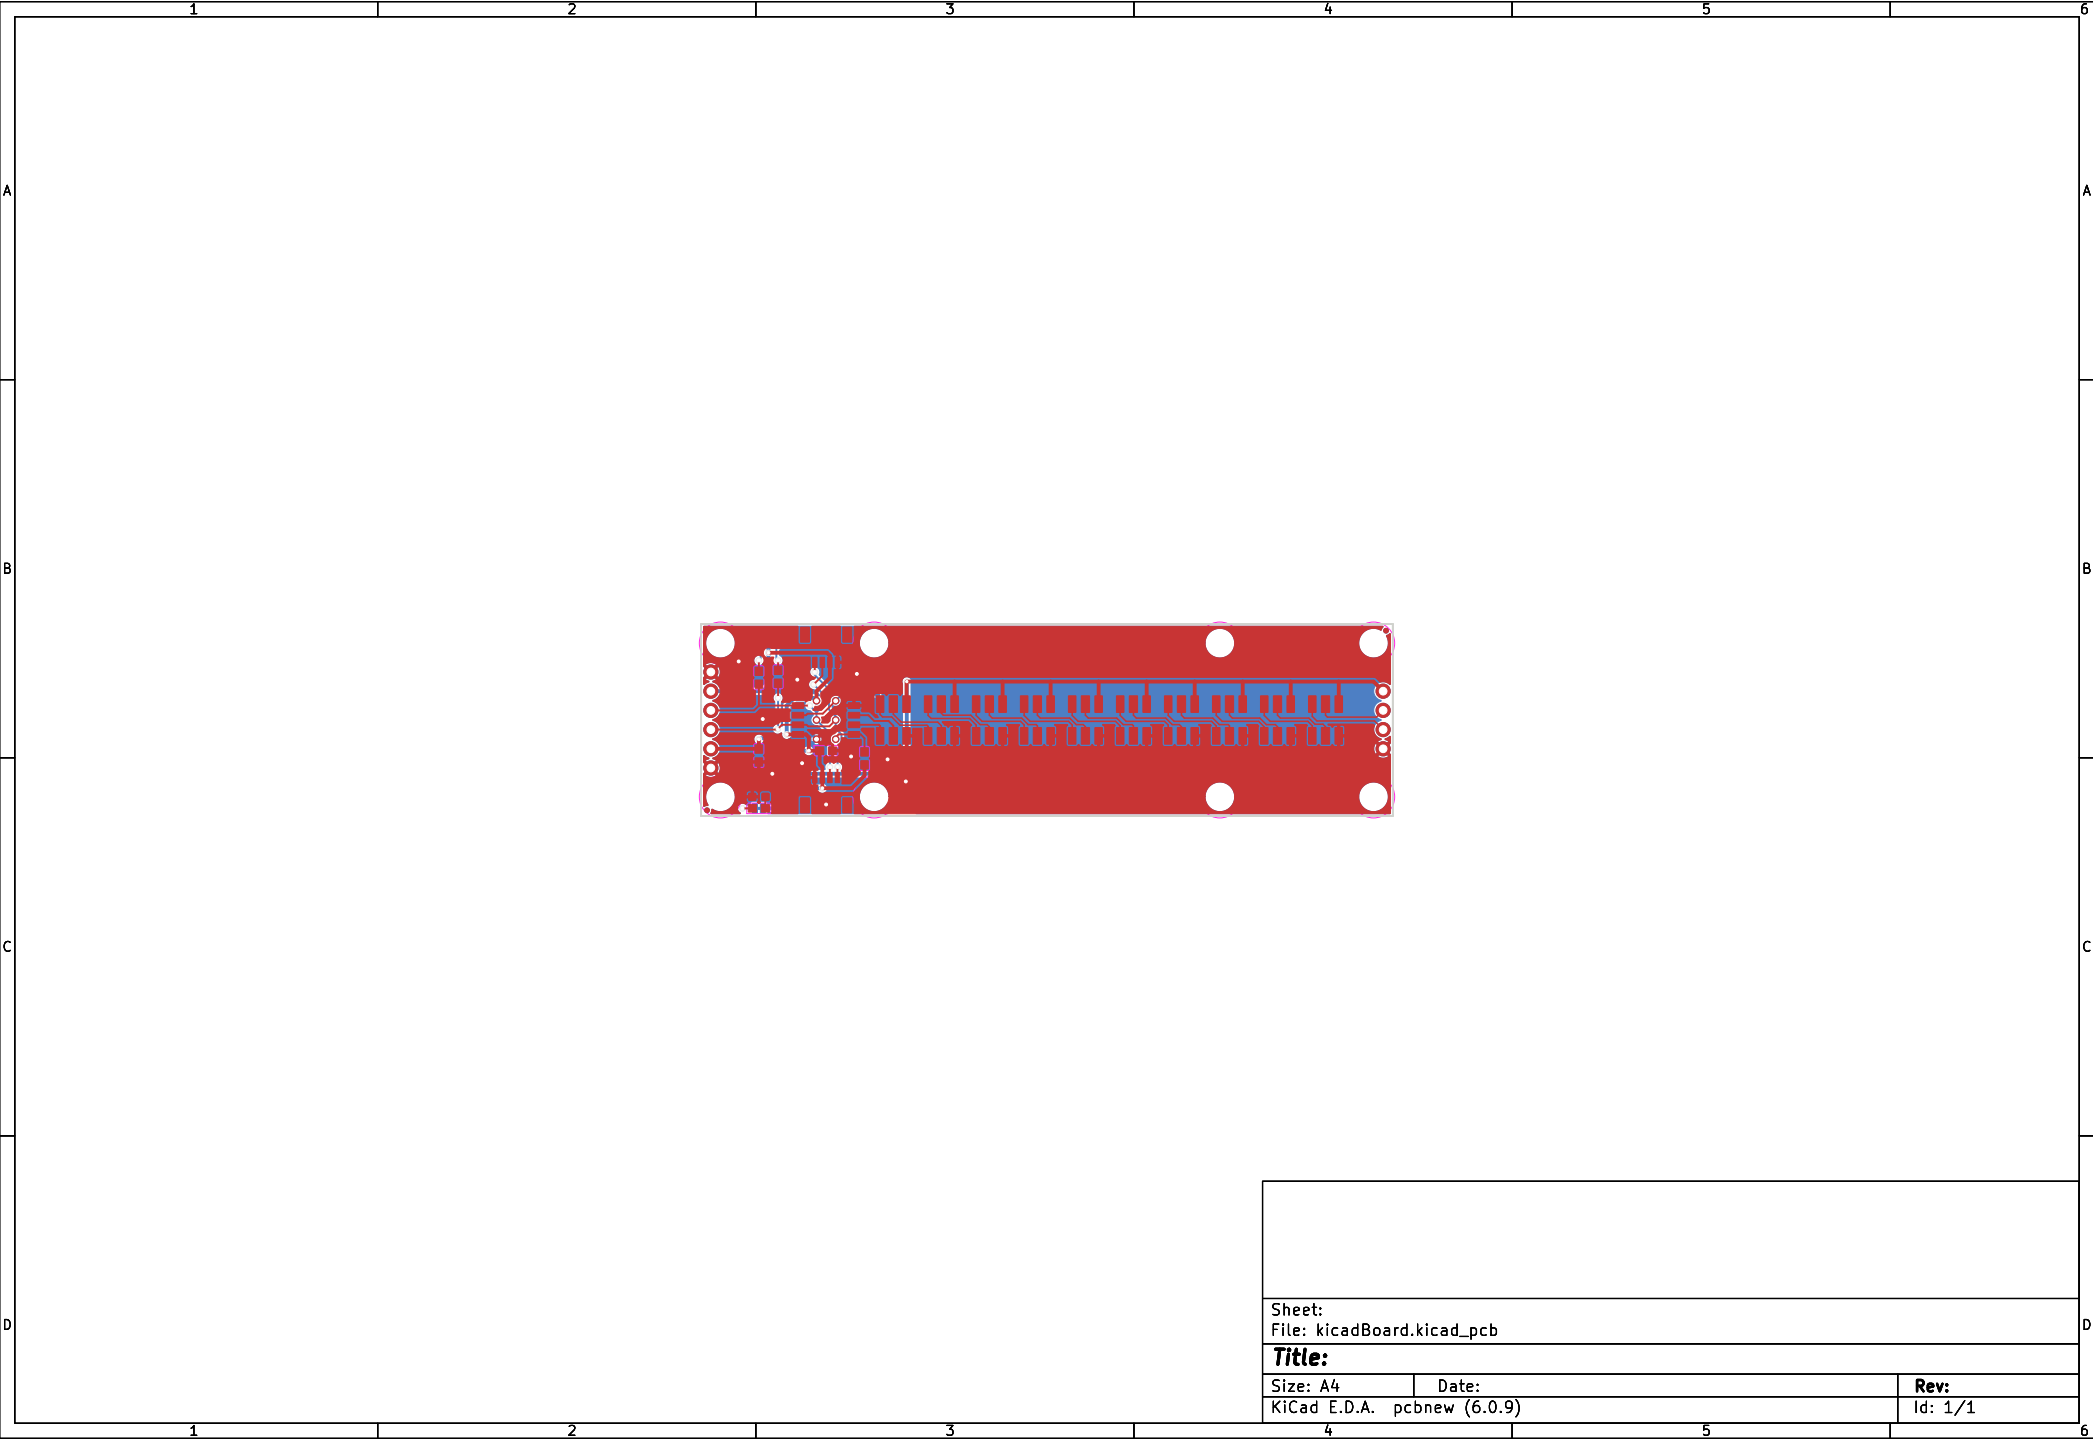 1 2 3 4 5 6
A A
B B
C C
D D
Sheet:
File: kicadBoard.kicad_pcb
Title:
Size: A4 Date: Rev:
KiCad E.D.A. pcbnew (6.0.9) Id: 1/1
1 2 3 4 5 6